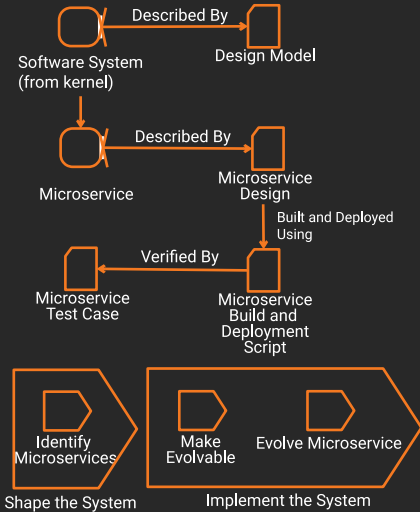 Described By
Software System
(from kernel)
Design Model
Described By
Microservice
Microservice
Design
Built and Deployed
Using
Verified By
Microservice
Test Case
Microservice
Build and
Deployment
Script
Identify
Microservices
Make
Evolvable
Evolve Microservice
Shape the System
Implement the System